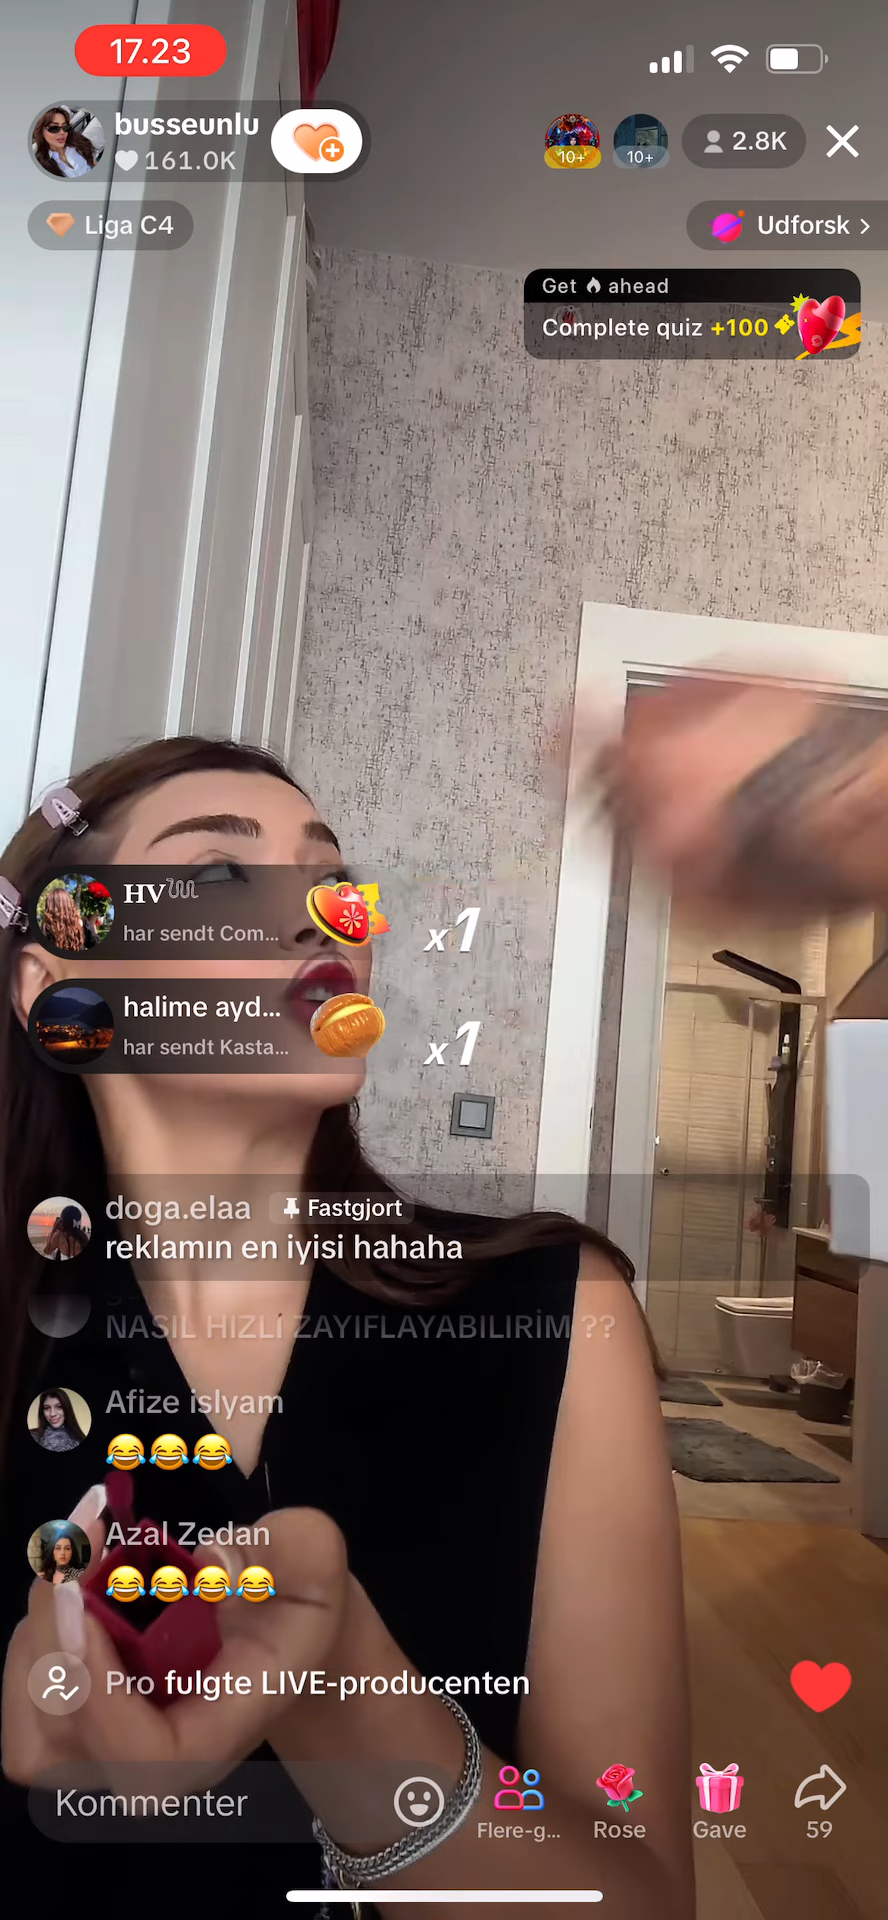 17.23
busseunlu
161.0K
10+
10+
2.8K
Liga C4
Udforsk >
Get ahead
Complete quiz +100
HV
har sendt Com...
x1
halime ayd...
har sendt Kasta...
x1
doga.elaa Fastgjort
reklamın en iyisi hahaha
NASIL HIZLI ZAYIFLAYABILIRİM ??
Afize islyam
😂😂😂
Azal Zedan
😂😂😂😂
Pro fulgte LIVE-producenten
Kommenter
Flere-g...
Rose
Gave
59